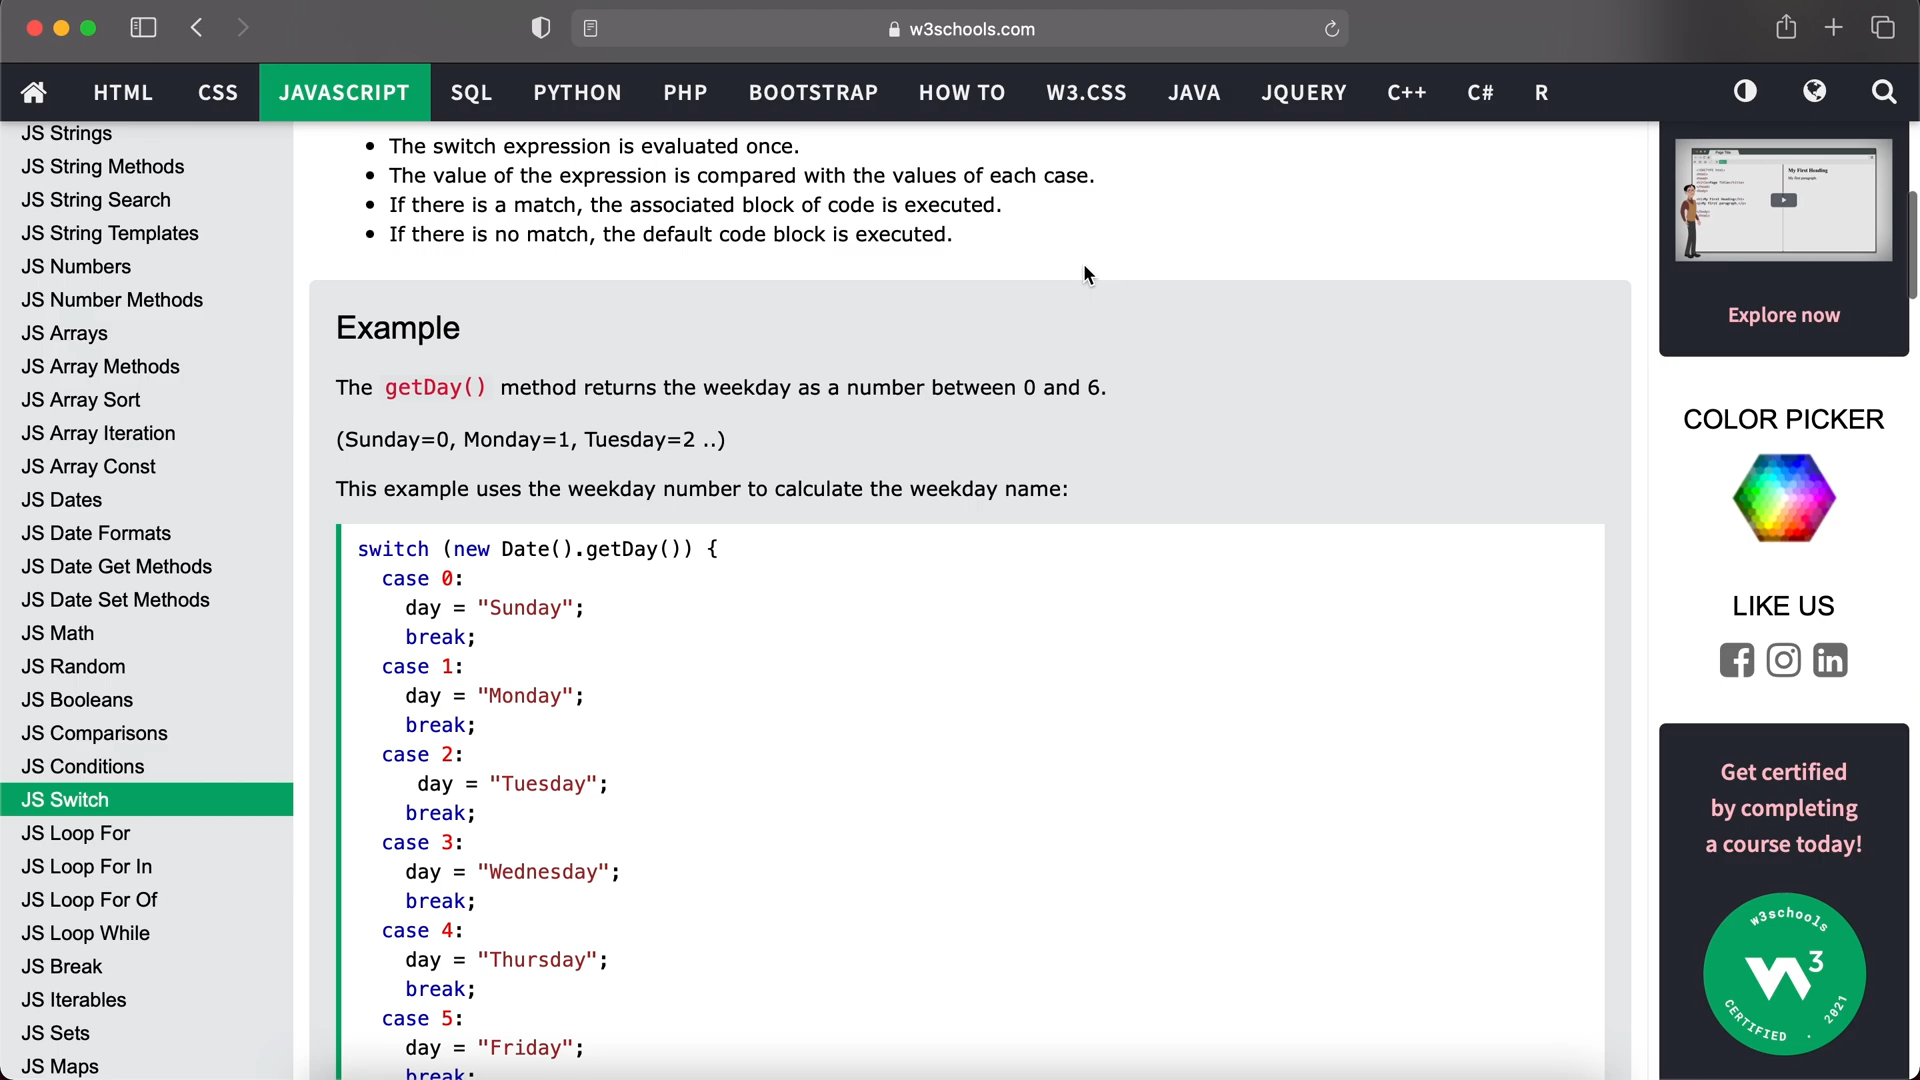 w3schools.com
HTML CSS JAVASCRIPT SQL PYTHON PHP BOOTSTRAP HOW TO W3.CSS JAVA JQUERY C++ C# R
JS Strings
JS String Methods
JS String Search
JS String Templates
JS Numbers
JS Number Methods
JS Arrays
JS Array Methods
JS Array Sort
JS Array Iteration
JS Array Const
JS Dates
JS Date Formats
JS Date Get Methods
JS Date Set Methods
JS Math
JS Random
JS Booleans
JS Comparisons
JS Conditions
JS Switch
JS Loop For
JS Loop For In
JS Loop For Of
JS Loop While
JS Break
JS Iterables
JS Sets
JS Maps
• The switch expression is evaluated once.
• The value of the expression is compared with the values of each case.
• If there is a match, the associated block of code is executed.
• If there is no match, the default code block is executed.
Example
The getDay() method returns the weekday as a number between 0 and 6.
(Sunday=0, Monday=1, Tuesday=2 ..)
This example uses the weekday number to calculate the weekday name:
switch (new Date().getDay()) {
  case 0:
    day = "Sunday";
    break;
  case 1:
    day = "Monday";
    break;
  case 2:
     day = "Tuesday";
    break;
  case 3:
    day = "Wednesday";
    break;
  case 4:
    day = "Thursday";
    break;
  case 5:
    day = "Friday";
    break;
My First Heading
Explore now
COLOR PICKER
LIKE US
Get certified
by completing
a course today!
w3schools
W3
CERTIFIED . 2021